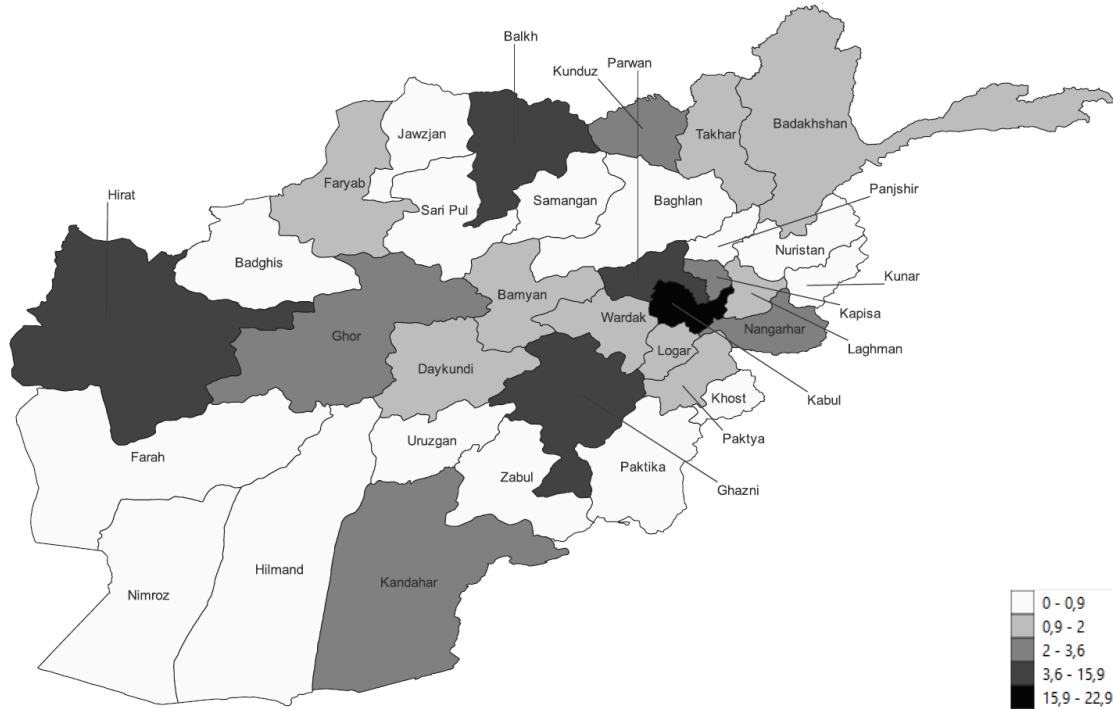 Balkh
Parwan
Kunduz
Jawzjan
Takhar
Badakhshan
Faryab
Hirat
Sari Pul
Samangan
Baghlan
Panjshir
Badghis
Nuristan
Kunar
Bamyan
Kapisa
Wardak
Nangarhar
Ghor
Laghman
Logar
Daykundi
Khost
Kabul
Uruzgan
Paktya
Farah
Zabul
Paktika
Ghazni
Hilmand
Kandahar
Nimroz
0 - 0,9
0,9 - 2
2 - 3,6
3,6 - 15,9
15,9 - 22,9